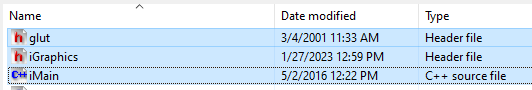 Name Date modified Type
glut 3/4/2001 11:33 AM Header file
iGraphics 1/27/2023 12:59 PM Header file
iMain 5/2/2016 12:22 PM C++ source file